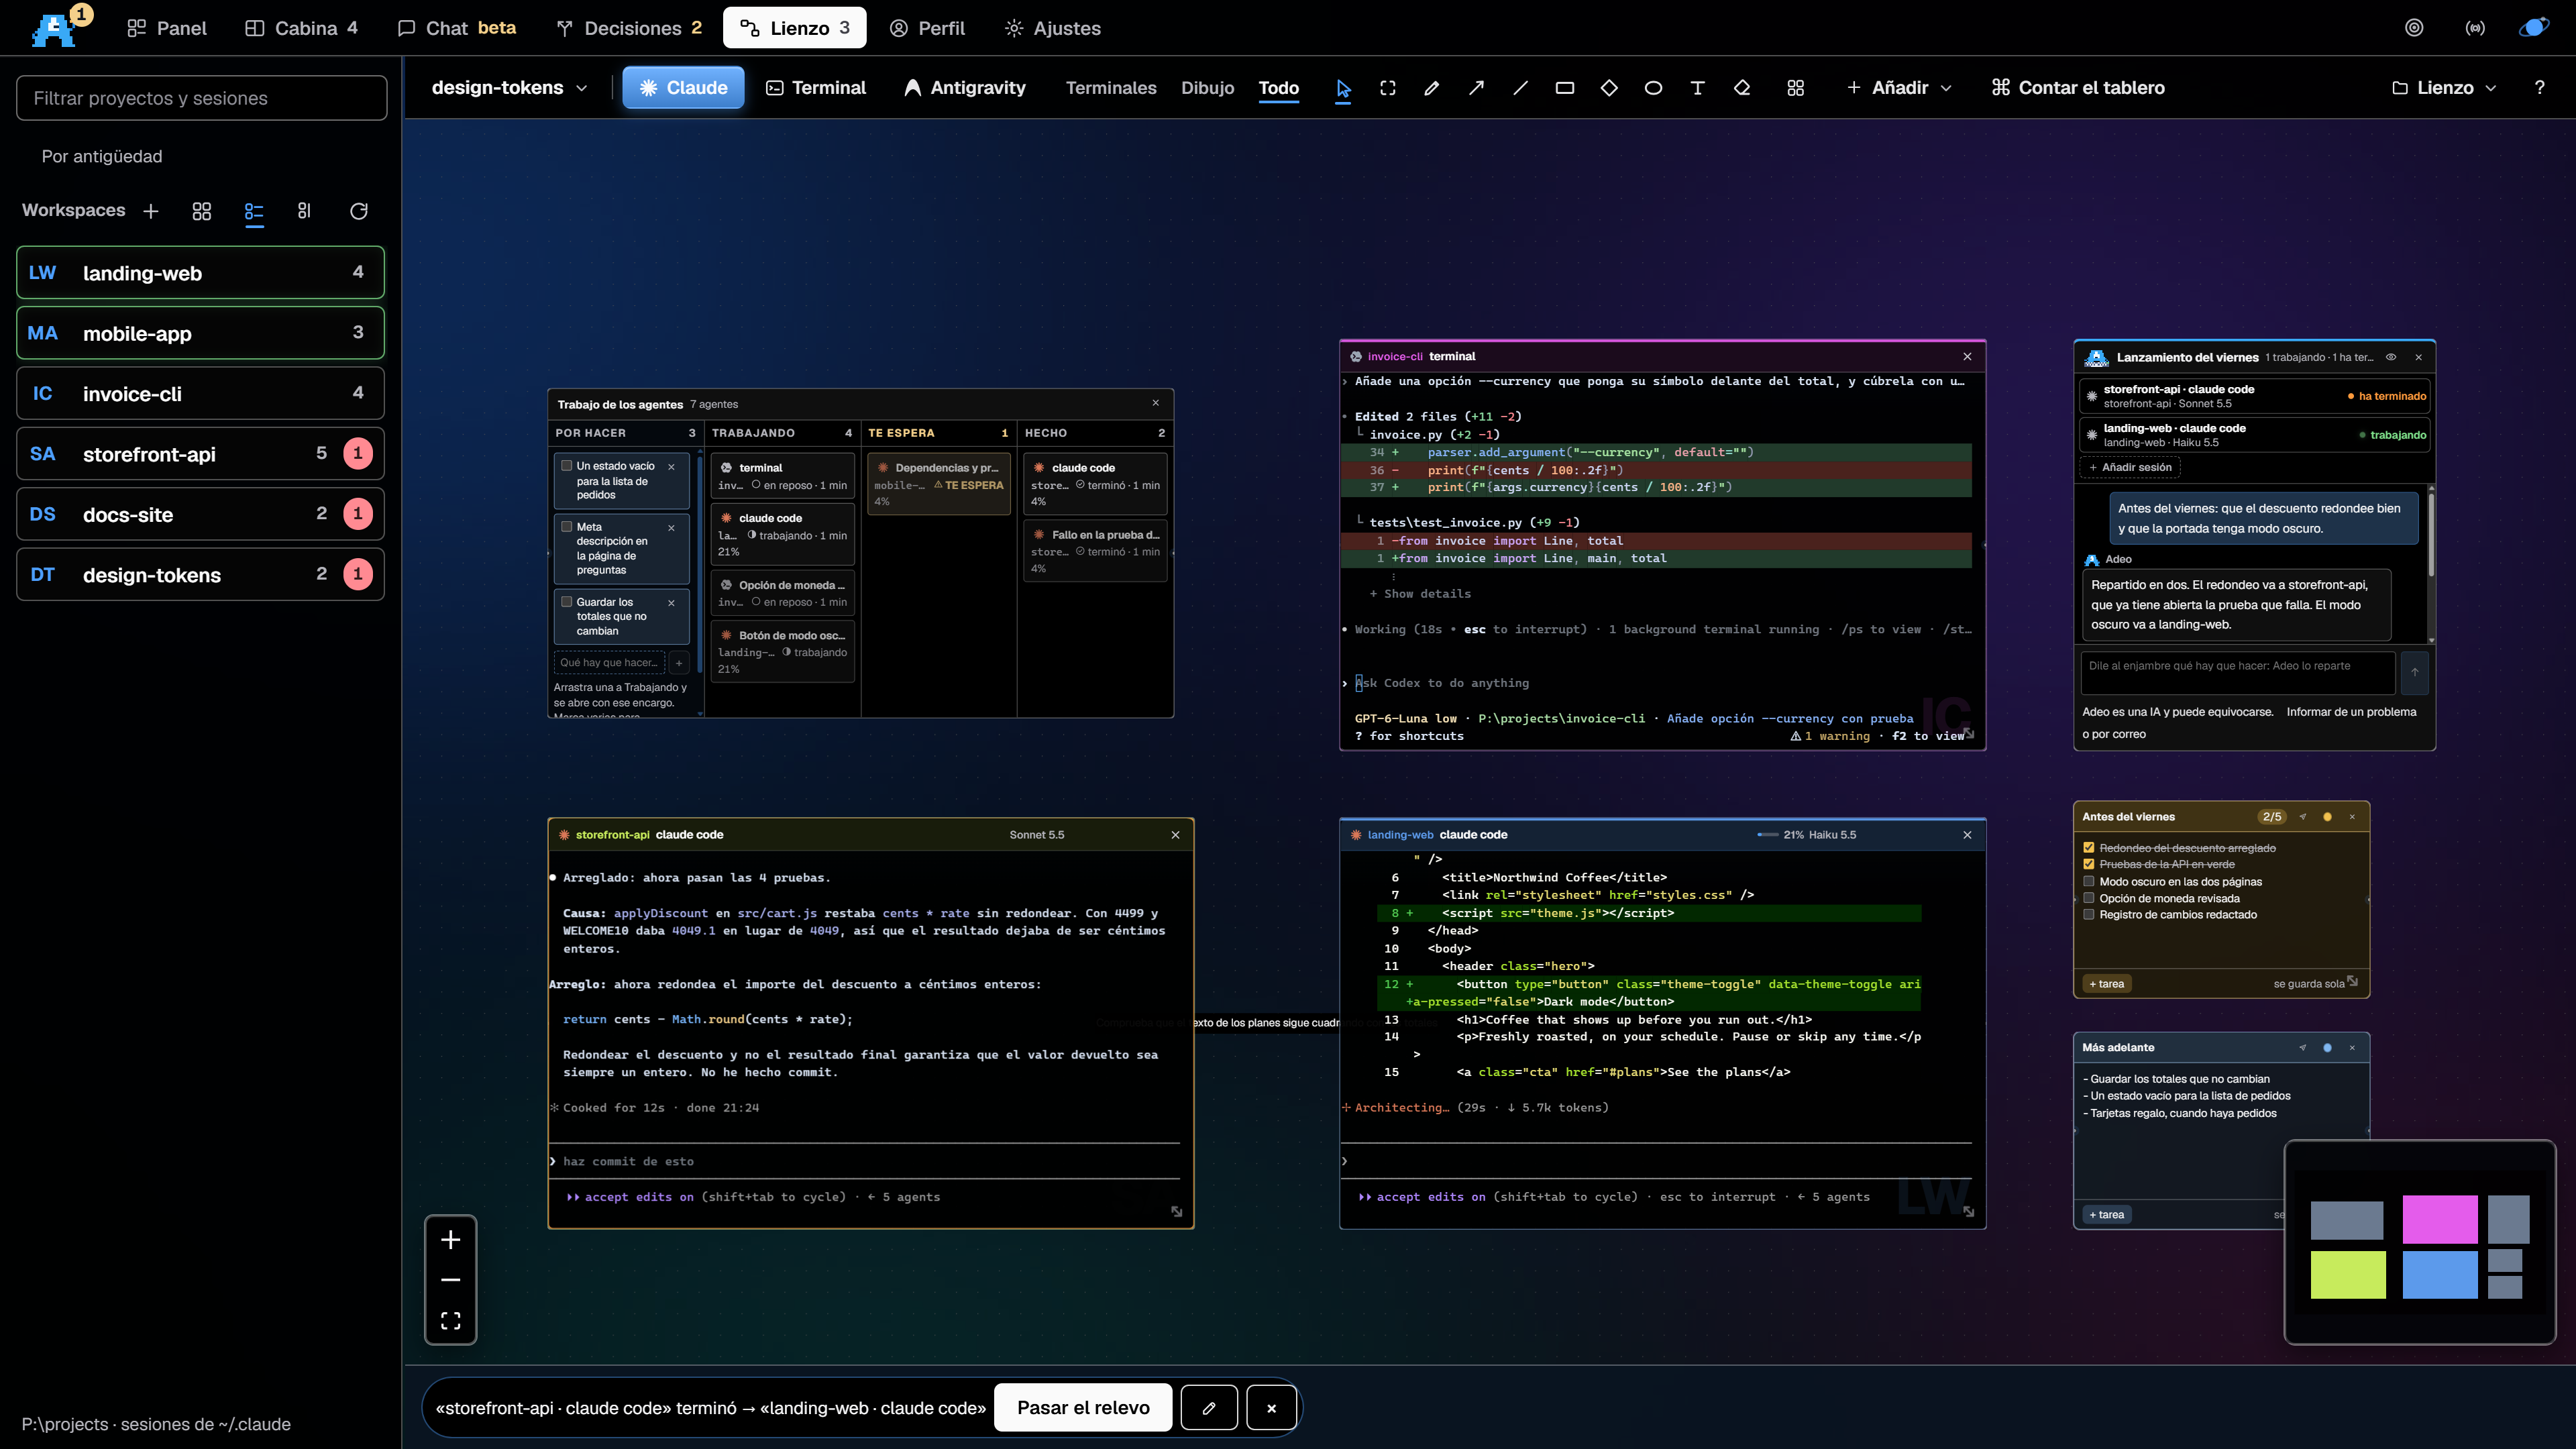 1
Panel
Cabina 4
Chat beta
Decisiones 2
Lienzo 3
Perfil
Ajustes
Filtrar proyectos y sesiones
Por antigüedad
Workspaces
LW landing-web 4
MA mobile-app 3
IC invoice-cli 4
SA storefront-api 5 1
DS docs-site 2 1
DT design-tokens 2 1
P:\projects · sesiones de ~/.claude
design-tokens
Claude
Terminal
Antigravity
Terminales
Dibujo
Todo
+ Añadir
Contar el tablero
Lienzo
?
Trabajo de los agentes 7 agentes
POR HACER 3
Un estado vacío
para la lista de
pedidos
Meta
descripción en
la página de
preguntas
Guardar los
totales que no
cambian
Qué hay que hacer...
+
Arrastra una a Trabajando y
se abre con ese encargo.
TRABAJANDO 4
terminal
inv… en reposo · 1 min
claude code
la… trabajando · 1 min
21%
Opción de moneda …
inv… en reposo · 1 min
Botón de modo osc…
landing-… trabajando
21%
TE ESPERA 1
Dependencias y pr…
mobile-… TE ESPERA
4%
HECHO 2
claude code
store… terminó · 1 min
4%
Fallo en la prueba d…
store… terminó · 1 min
4%
invoice-cli terminal
› Añade una opción --currency que ponga su símbolo delante del total, y cúbrela con u…
• Edited 2 files (+11 -2)
└ invoice.py (+2 -1)
34 + parser.add_argument("--currency", default="")
36 - print(f"{cents / 100:.2f}")
37 + print(f"{args.currency}{cents / 100:.2f}")
└ tests\test_invoice.py (+9 -1)
1 -from invoice import Line, total
1 +from invoice import Line, main, total
⋮
+ Show details
• Working (18s • esc to interrupt) · 1 background terminal running · /ps to view · /st…
› Ask Codex to do anything
GPT-6-Luna low · P:\projects\invoice-cli · Añade opción --currency con prueba
? for shortcuts
⚠ 1 warning · f2 to view
IC
Lanzamiento del viernes 1 trabajando · 1 ha ter…
storefront-api · claude code
storefront-api · Sonnet 5.5
ha terminado
landing-web · claude code
landing-web · Haiku 5.5
trabajando
+ Añadir sesión
Antes del viernes: que el descuento redondee bien
y que la portada tenga modo oscuro.
Adeo
Repartido en dos. El redondeo va a storefront-api,
que ya tiene abierta la prueba que falla. El modo
oscuro va a landing-web.
Dile al enjambre qué hay que hacer: Adeo lo reparte
Adeo es una IA y puede equivocarse. Informar de un problema
o por correo
storefront-api claude code Sonnet 5.5
● Arreglado: ahora pasan las 4 pruebas.
Causa: applyDiscount en src/cart.js restaba cents * rate sin redondear. Con 4499 y
WELCOME10 daba 4049.1 en lugar de 4049, así que el resultado dejaba de ser céntimos
enteros.
Arreglo: ahora redondea el importe del descuento a céntimos enteros:
return cents - Math.round(cents * rate);
Redondear el descuento y no el resultado final garantiza que el valor devuelto sea
siempre un entero. No he hecho commit.
✻ Cooked for 12s · done 21:24
❯ haz commit de esto
accept edits on (shift+tab to cycle) · ← 5 agents
exto de los planes sigue cuadr
landing-web claude code 21% Haiku 5.5
" />
6 <title>Northwind Coffee</title>
7 <link rel="stylesheet" href="styles.css" />
8 + <script src="theme.js"></script>
9 </head>
10 <body>
11 <header class="hero">
12 + <button type="button" class="theme-toggle" data-theme-toggle ari
+a-pressed="false">Dark mode</button>
13 <h1>Coffee that shows up before you run out.</h1>
14 <p>Freshly roasted, on your schedule. Pause or skip any time.</p
>
15 <a class="cta" href="#plans">See the plans</a>
Architecting… (29s · ↓ 5.7k tokens)
❯
accept edits on (shift+tab to cycle) · esc to interrupt · ← 5 agents
LW
Antes del viernes 2/5
Redondeo del descuento arreglado
Pruebas de la API en verde
Modo oscuro en las dos páginas
Opción de moneda revisada
Registro de cambios redactado
+ tarea
se guarda sola
Más adelante
- Guardar los totales que no cambian
- Un estado vacío para la lista de pedidos
- Tarjetas regalo, cuando haya pedidos
+ tarea
se
«storefront-api · claude code» terminó → «landing-web · claude code»
Pasar el relevo